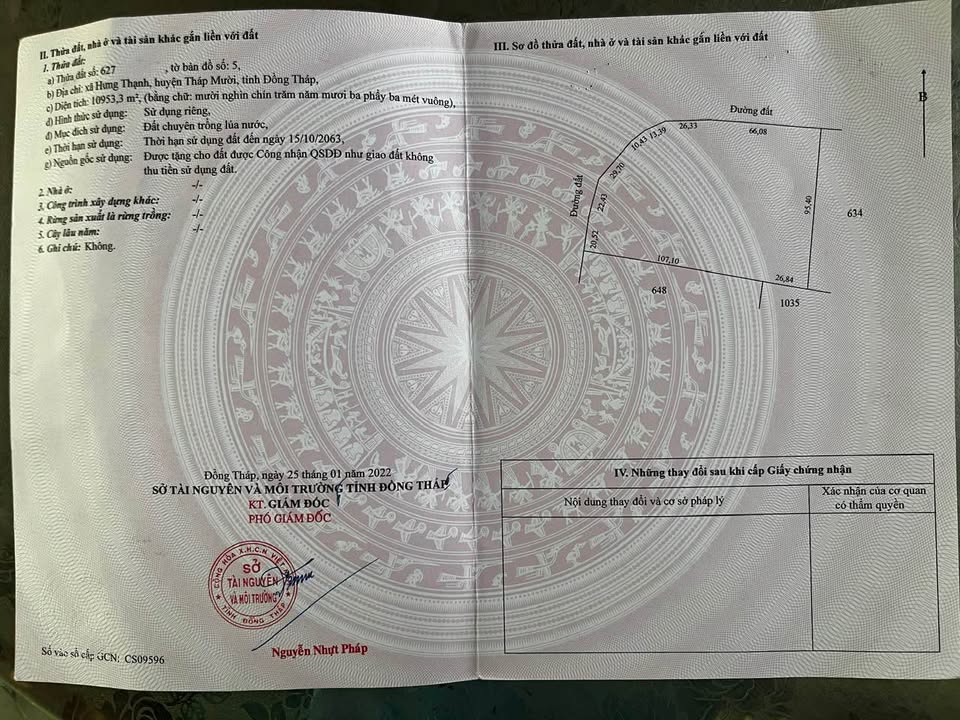 II. Thửa đất, nhà ở và tài sản khác gắn liền với đất
1. Thửa đất:
a) Thửa đất số: 627 , tờ bản đồ số: 5,
b) Địa chỉ: xã Hưng Thạnh, huyện Tháp Mười, tỉnh Đồng Tháp,
c) Diện tích: 10953,3 m², (bằng chữ: mười nghìn chín trăm năm mươi ba phẩy ba mét vuông),
d) Hình thức sử dụng: Sử dụng riêng,
đ) Mục đích sử dụng: Đất chuyên trồng lúa nước,
e) Thời hạn sử dụng: Thời hạn sử dụng đất đến ngày 15/10/2063,
g) Nguồn gốc sử dụng: Được tặng cho đất được Công nhận QSDĐ như giao đất không
thu tiền sử dụng đất.
2. Nhà ở: -/-
3. Công trình xây dựng khác: -/-
4. Rừng sản xuất là rừng trồng: -/-
5. Cây lâu năm: -/-
6. Ghi chú: Không.
Đồng Tháp, ngày 25 tháng 01 năm 2022
SỞ TÀI NGUYÊN VÀ MÔI TRƯỜNG TỈNH ĐỒNG THÁP
KT. GIÁM ĐỐC
PHÓ GIÁM ĐỐC
CỘNG HÒA X.H.C.N VIỆT
SỞ
TÀI NGUYÊN
VÀ MÔI TRƯỜNG
TỈNH ĐỒNG THÁP
Nguyễn Nhựt Pháp
Số vào sổ cấp GCN: CS09596
III. Sơ đồ thửa đất, nhà ở và tài sản khác gắn liền với đất
B
Đường đất
10,43 13,39 26,33 66,08
29,70
Đường đất
22,43
95,40
634
20,52
107,10
26,84
648
1035
IV. Những thay đổi sau khi cấp Giấy chứng nhận
Nội dung thay đổi và cơ sở pháp lý
Xác nhận của cơ quan
có thẩm quyền